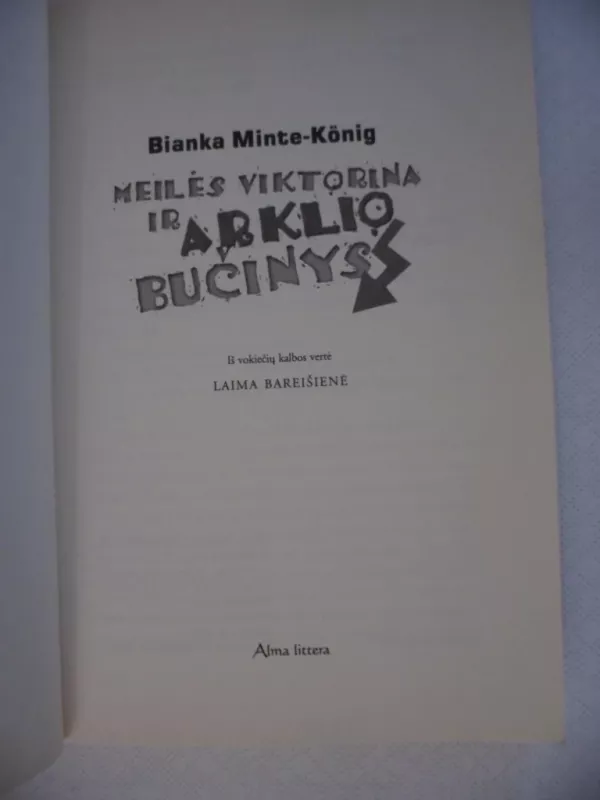 Bianka Minte-König
MEILĖS VIKTORINA
IR ARKLIO
BUČINYS
Iš vokiečių kalbos vertė
LAIMA BAREIŠIENĖ
Alma littera